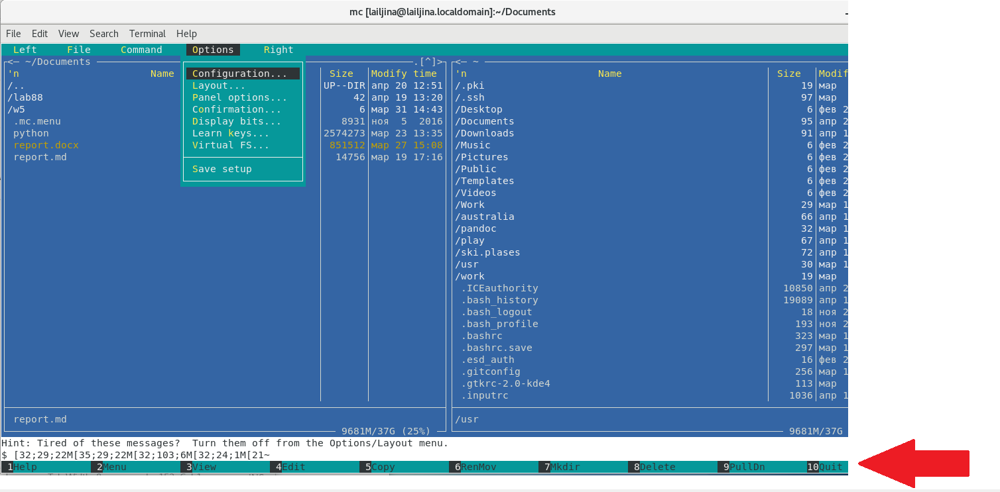 mc [lailjina@lailjina.localdomain]:~/Documents
File Edit View Search Terminal Help
Left File Command Options Right
<─ ~/Documents .[^]> <─ ~
'n Name Size Modify time 'n Name Size Modif
Configuration...
Layout...
Panel options...
Confirmation...
Display bits...
Learn keys...
Virtual FS...
Save setup
/.. UP--DIR апр 20 12:51 /.pki 19 мар
/lab88 42 апр 19 13:20 /.ssh 97 мар
/w5 6 мар 31 14:43 /Desktop 6 фев 2
.mc.menu 8931 ноя 5 2016 /Documents 95 апр 2
python 2574273 мар 23 13:35 /Downloads 91 апр 1
report.docx 851512 мар 27 15:08 /Music 6 фев 2
report.md 14756 мар 19 17:16 /Pictures 6 фев 2
/Public 6 фев 2
/Templates 6 фев 2
/Videos 6 фев 2
/Work 29 мар 1
/australia 66 апр 1
/pandoc 32 мар 1
/play 67 апр 1
/ski.plases 72 апр 1
/usr 30 мар 1
/work 19 мар
.ICEauthority 10850 апр 2
.bash_history 19089 апр 1
.bash_logout 18 ноя 2
.bash_profile 193 ноя 2
.bashrc 323 мар 1
.bashrc.save 297 мар 1
.esd_auth 16 фев 2
.gitconfig 256 мар 1
.gtkrc-2.0-kde4 113 мар
.inputrc 1036 апр 1
report.md /usr
9681M/37G (25%) 9681M/37G
Hint: Tired of these messages?  Turn them off from the Options/Layout menu.
$ [32;29;22M[35;29;22M[32;103;6M[32;24;1M[21~
1Help 2Menu 3View 4Edit 5Copy 6RenMov 7Mkdir 8Delete 9PullDn 10Quit